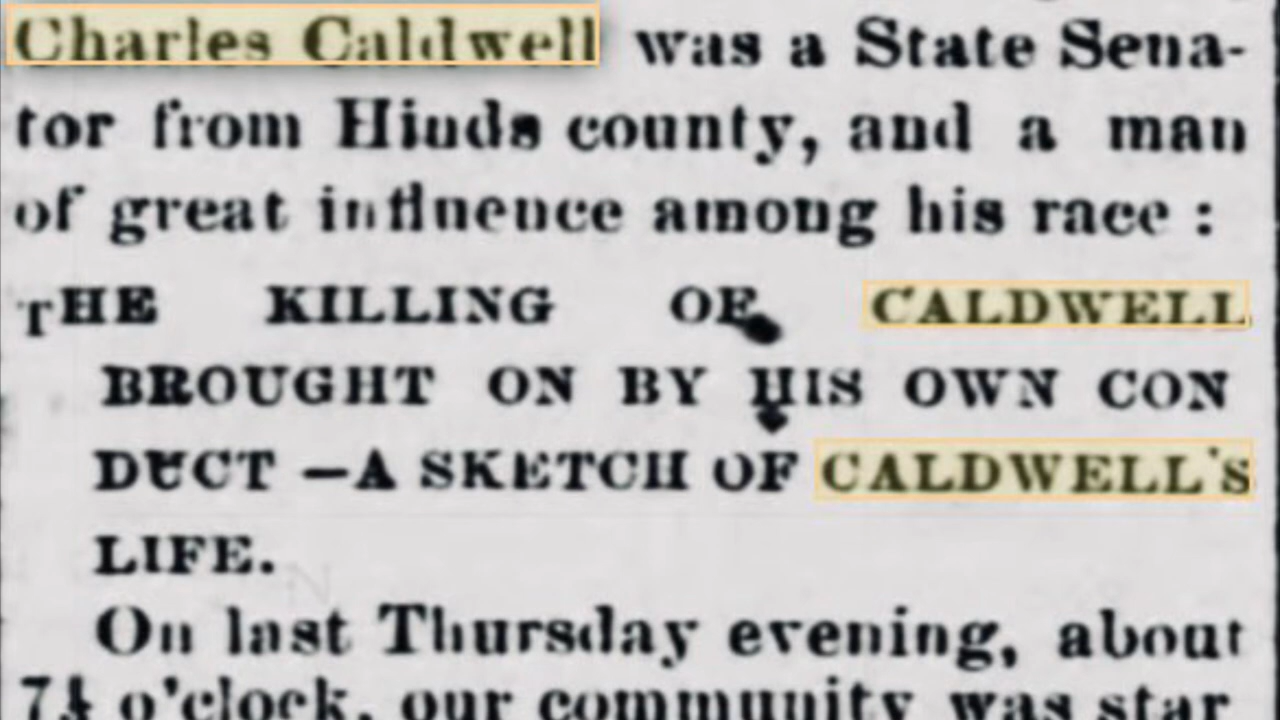 Charles Caldwell was a State Sena-
tor from Hinds county, and a man
of great influence among his race :
THE KILLING OF CALDWELL
BROUGHT ON BY HIS OWN CON
DUCT —A SKETCH OF CALDWELL'S
LIFE.
On last Thursday evening, about
7½ o'clock, our community was star